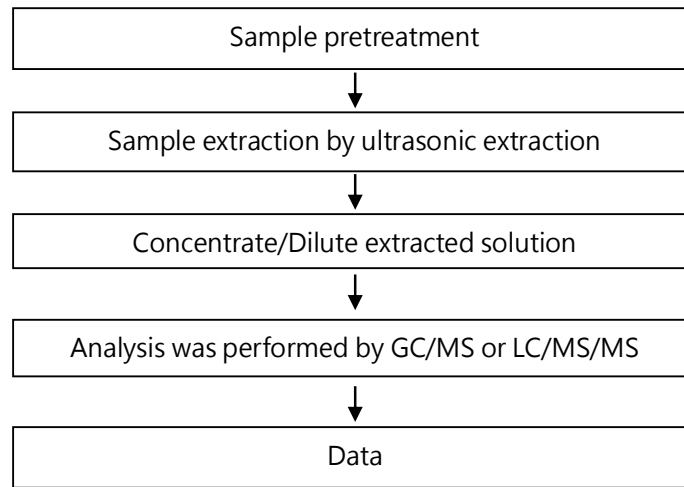 Sample pretreatment
Sample extraction by ultrasonic extraction
Concentrate/Dilute extracted solution
Analysis was performed by GC/MS or LC/MS/MS
Data